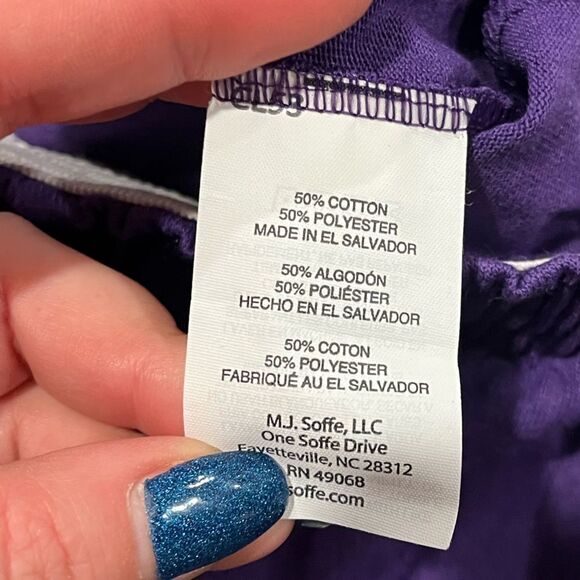 50% COTTON
50% POLYESTER
MADE IN EL SALVADOR
50% ALGODÓN
50% POLIÉSTER
HECHO EN EL SALVADOR
50% COTON
50% POLYESTER
FABRIQUÉ AU EL SALVADOR
M.J. Soffe, LLC
One Soffe Drive
Fayetteville, NC 28312
RN 49068
soffe.com